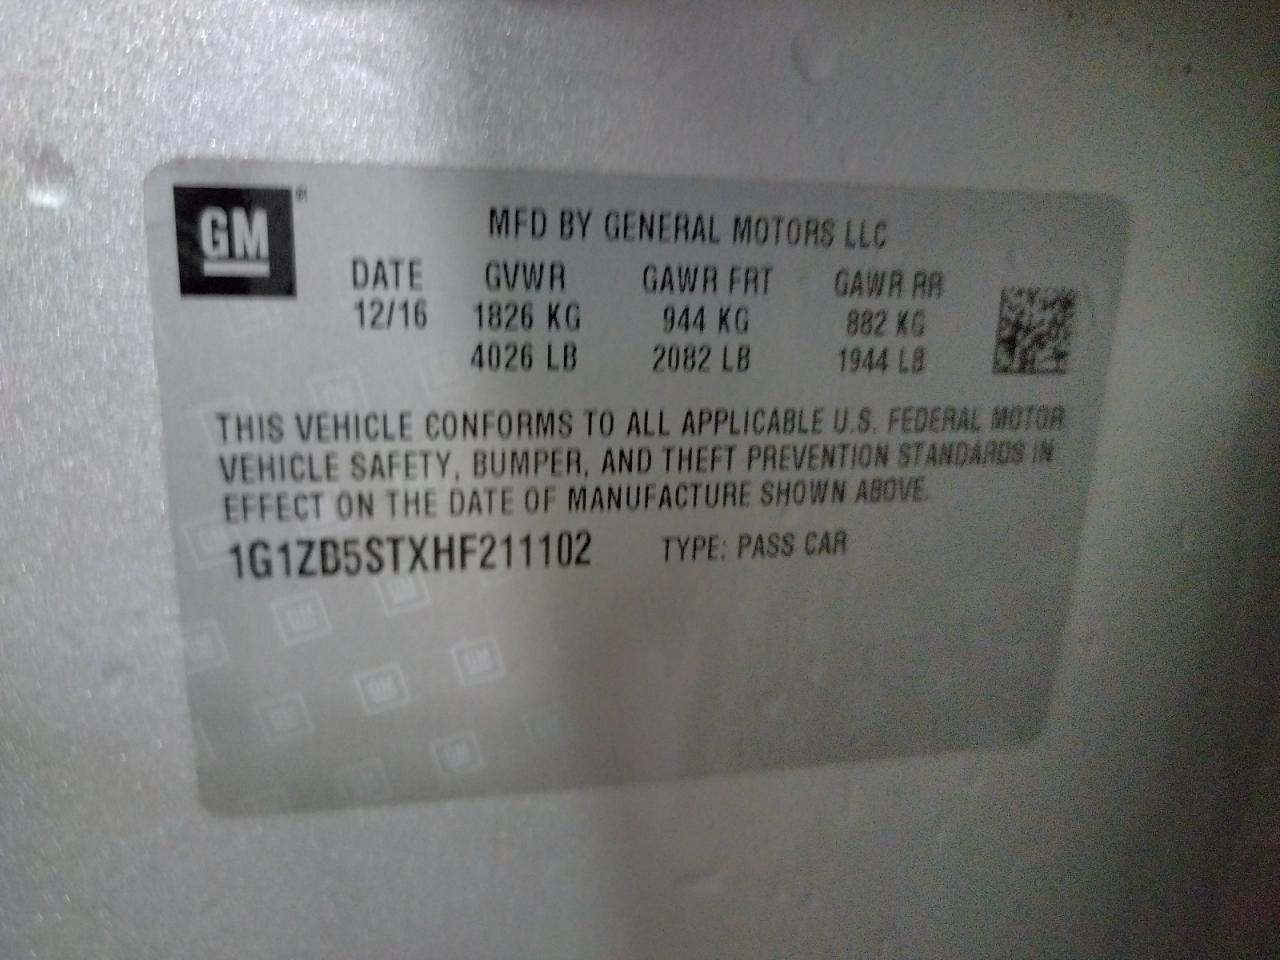 GM®
MFD BY GENERAL MOTORS LLC
DATE GVWR GAWR FRT GAWR RR
12/16 1826 KG 944 KG 882 KG
4026 LB 2082 LB 1944 LB
THIS VEHICLE CONFORMS TO ALL APPLICABLE U.S. FEDERAL MOTOR
VEHICLE SAFETY, BUMPER, AND THEFT PREVENTION STANDARDS IN
EFFECT ON THE DATE OF MANUFACTURE SHOWN ABOVE.
1G1ZB5STXHF211102 TYPE: PASS CAR